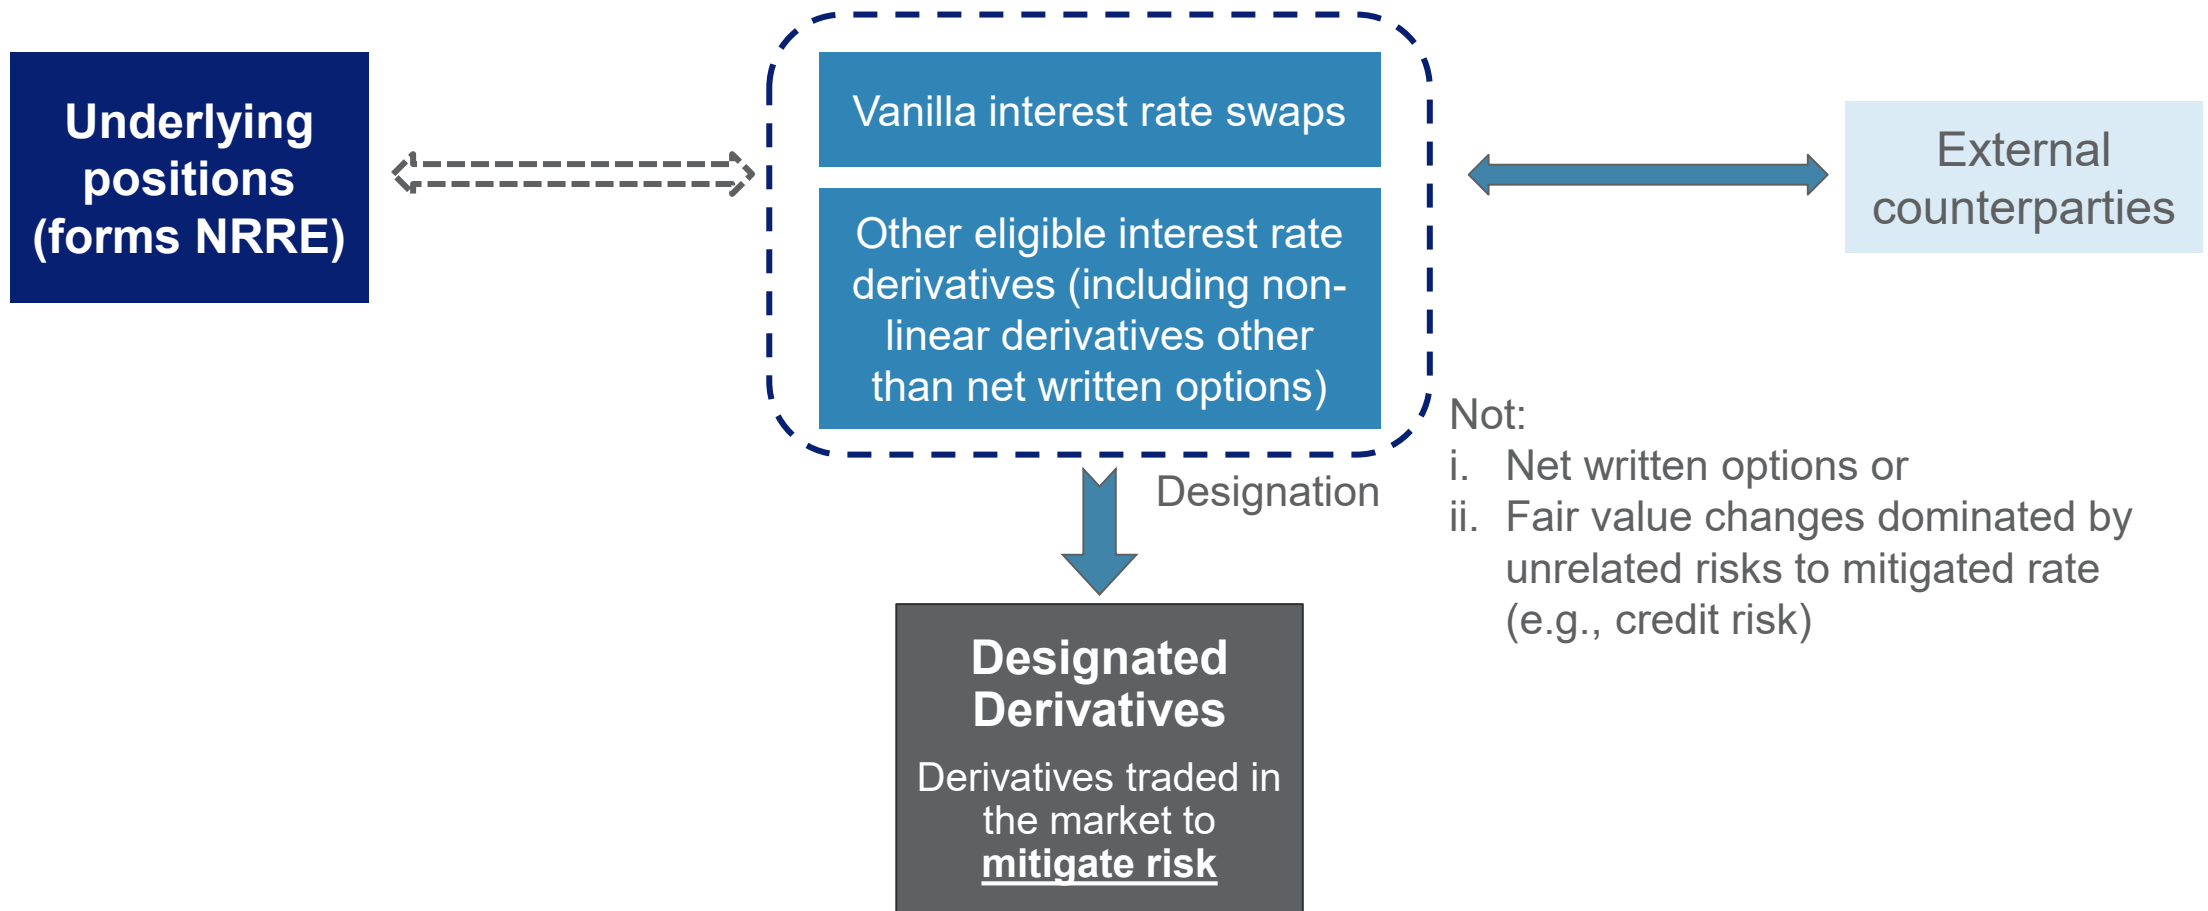 Underlying
positions
(forms NRRE)
Vanilla interest rate swaps
Other eligible interest rate
derivatives (including non-
linear derivatives other
than net written options)
External
counterparties
Not:
i. Net written options or
ii. Fair value changes dominated by
unrelated risks to mitigated rate
(e.g., credit risk)
Designation
Designated
Derivatives
Derivatives traded in
the market to
mitigate risk